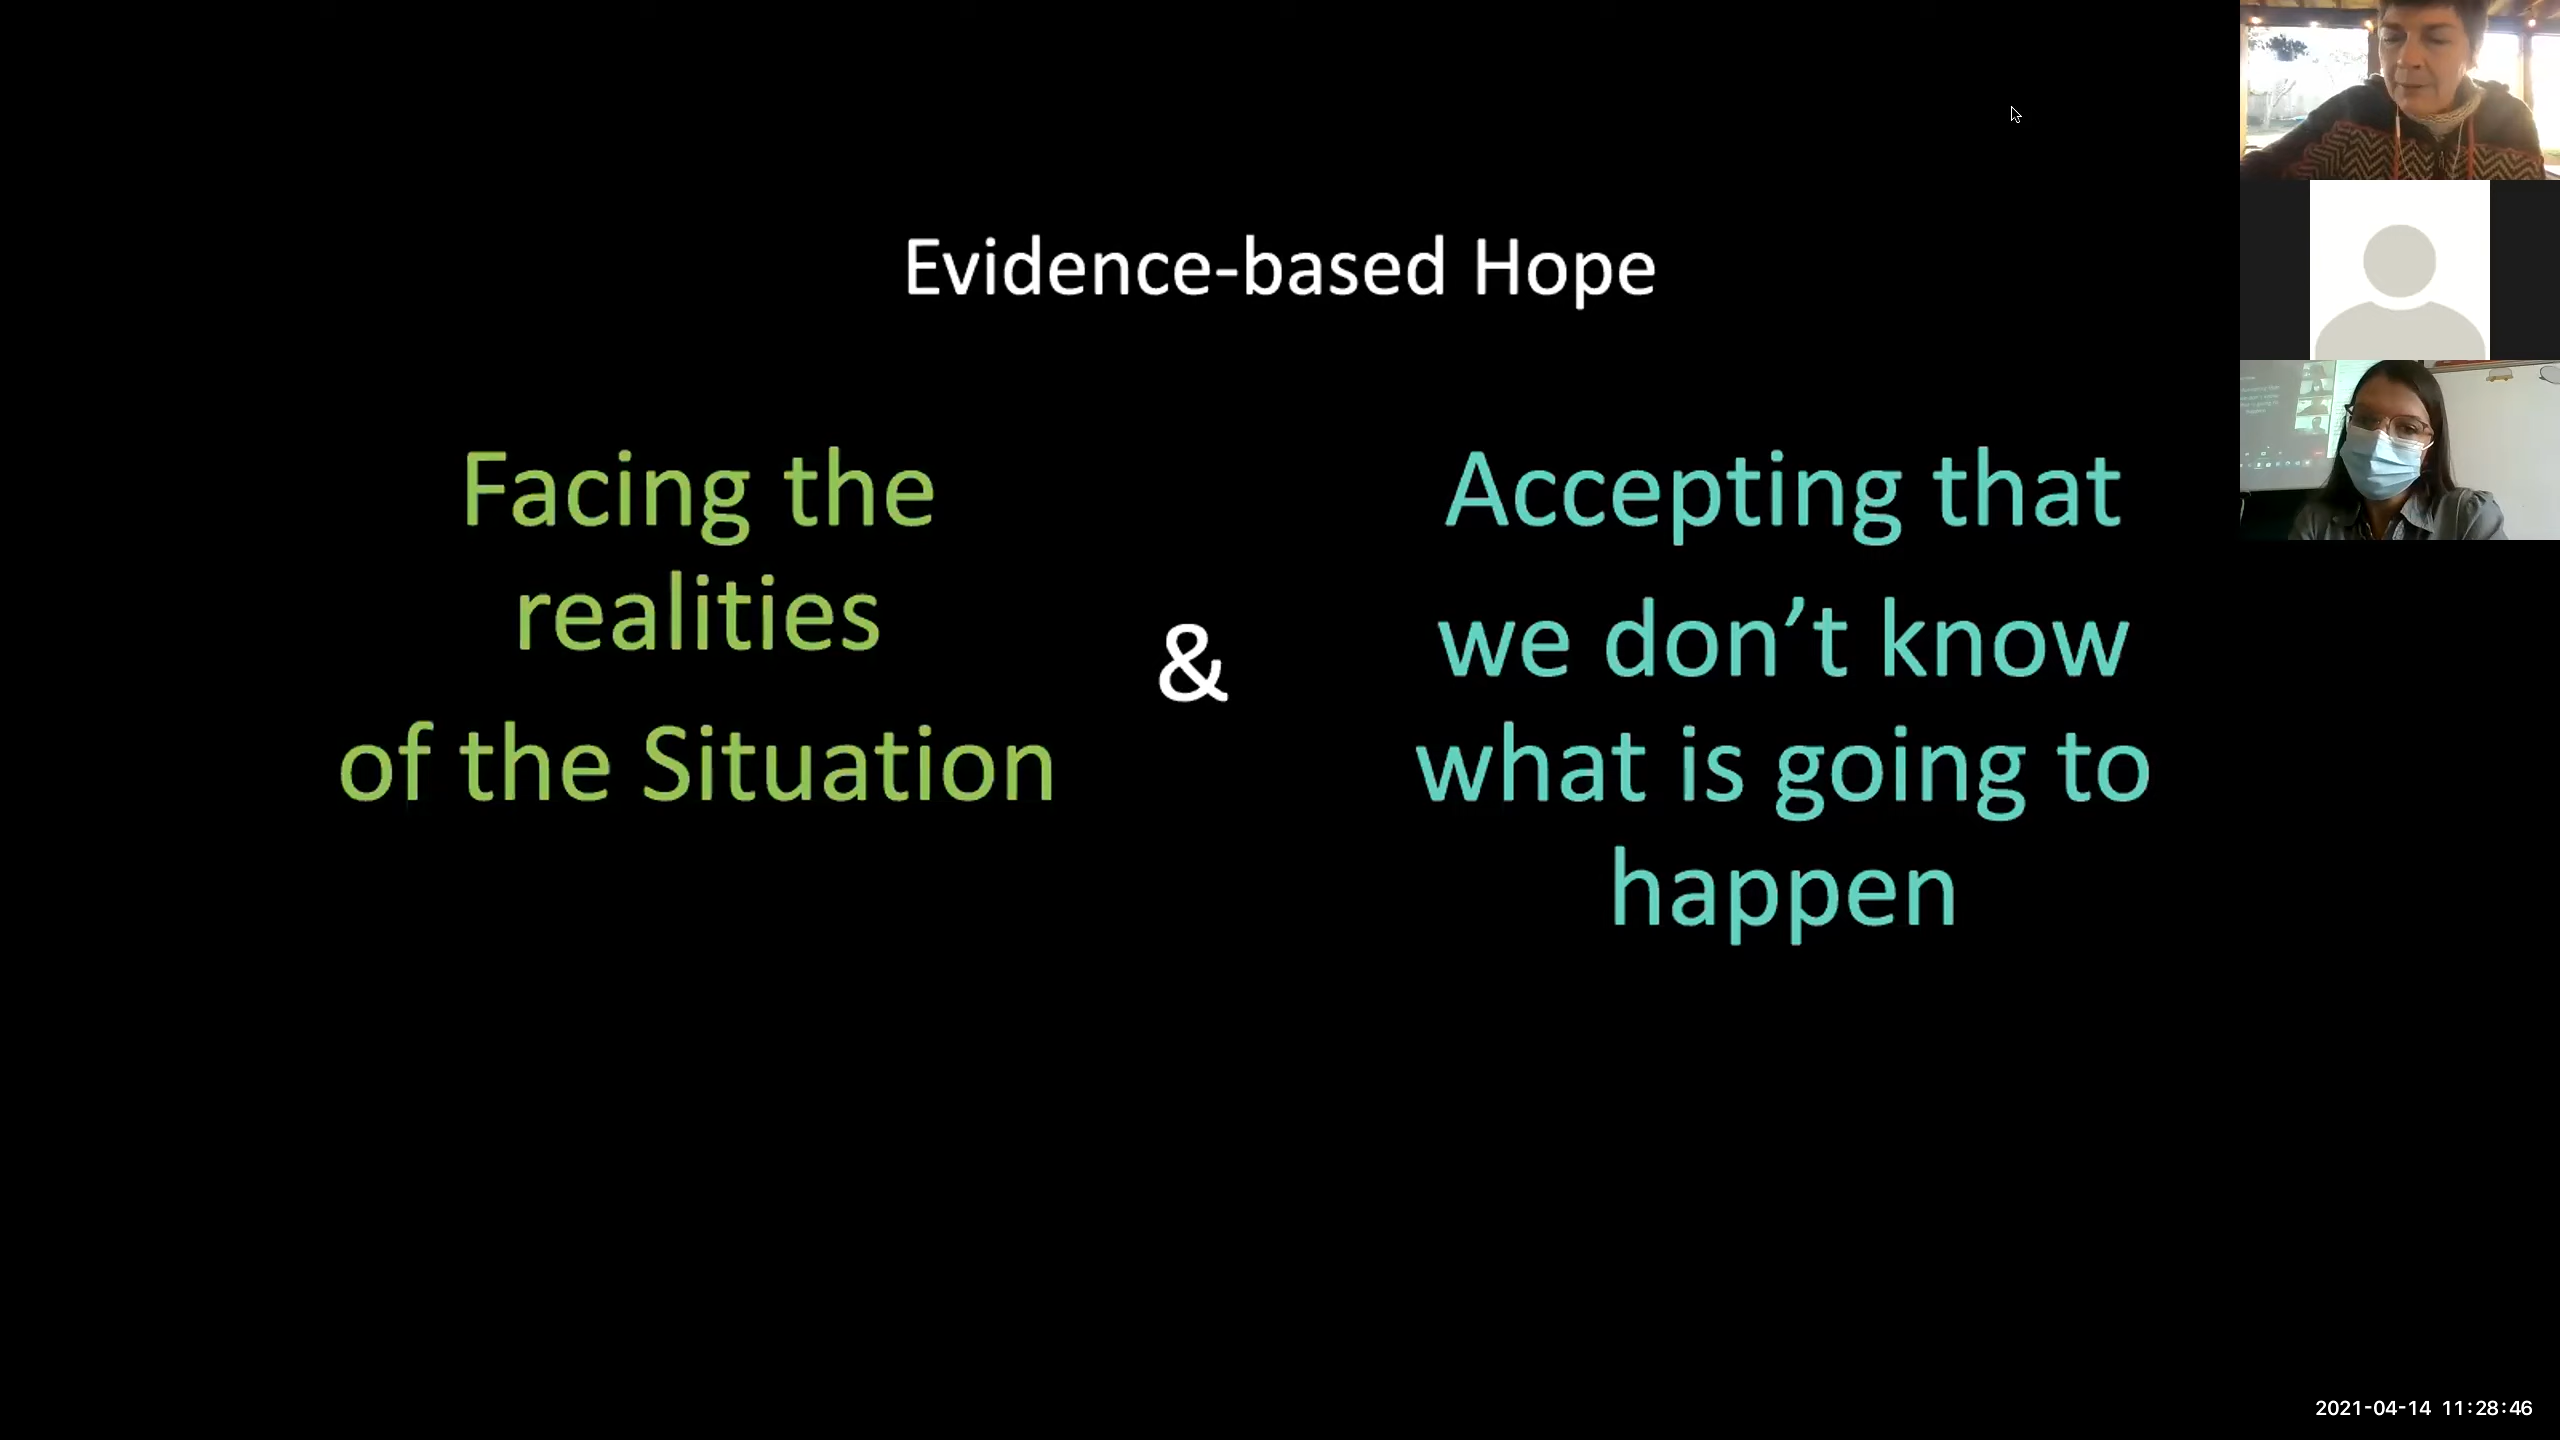 Evidence-based Hope
Facing the
realities
of the Situation
&
Accepting that
we don’t know
what is going to
happen
2021-04-14 11:28:46